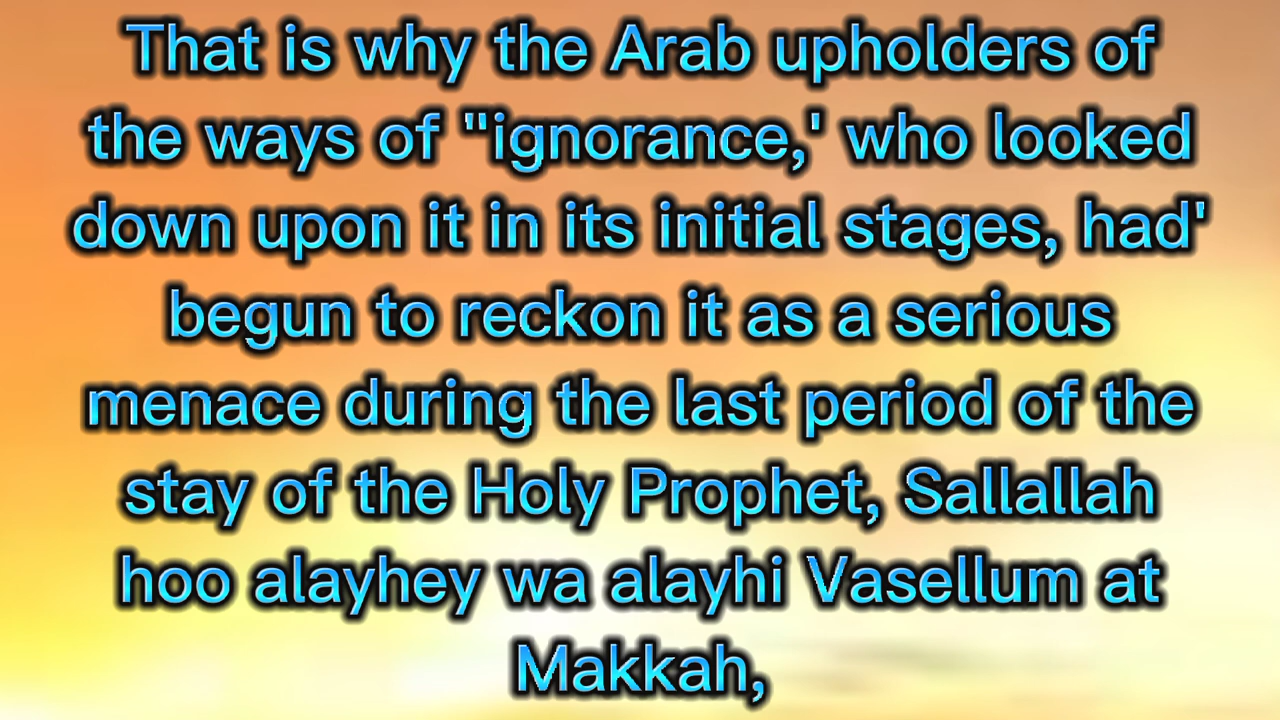 That is why the Arab upholders of
the ways of "ignorance,' who looked
down upon it in its initial stages, had'
begun to reckon it as a serious
menace during the last period of the
stay of the Holy Prophet, Sallallah
hoo alayhey wa alayhi Vasellum at
Makkah,